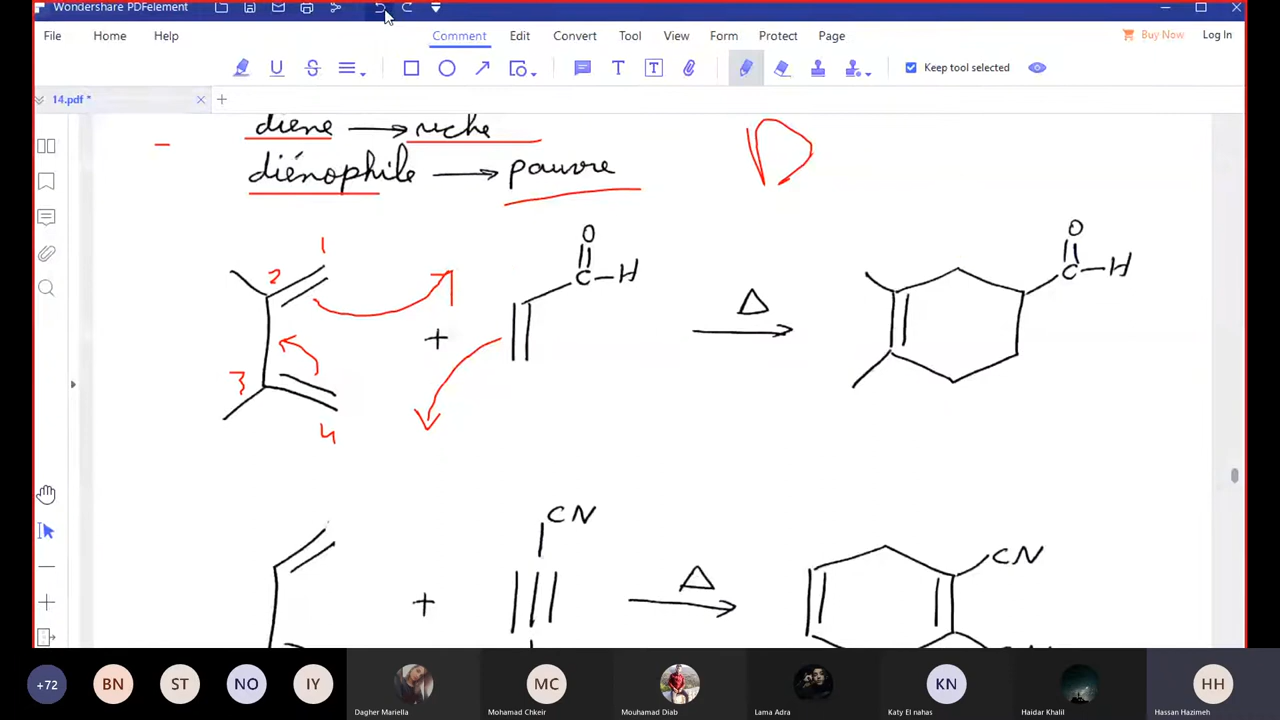 Wondershare PDFelement
File Home Help Comment Edit Convert Tool View Form Protect Page Buy Now Log In
Keep tool selected
14.pdf *
diene → riche
diénophile → pauvre
D
1
2
3
4
+
O
C-H
Δ
O
C-H
CN
+
Δ
CN
+72 BN ST NO IY MC KN HH
Dagher Mariella Mohamad Chkeir Mouhamad Diab Lama Adra Katy El nahas Haidar Khalil Hassan Hazimeh